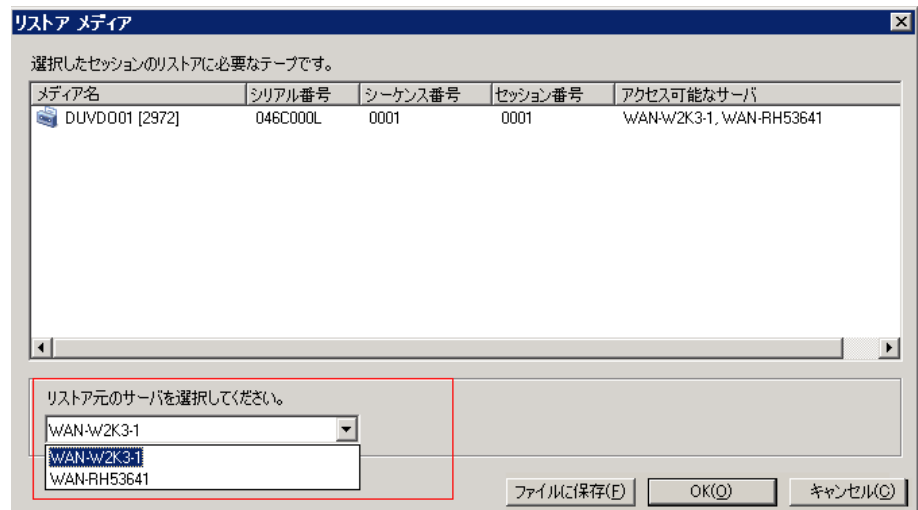 リストア メディア
選択したセッションのリストアに必要なテープです。
メディア名 シリアル番号 シーケンス番号 セッション番号 アクセス可能なサーバ
DUVDO01 [2972] 046C000L 0001 0001 WAN-W2K3-1, WAN-RH53641
リストア元のサーバを選択してください。
WAN-W2K3-1
WAN-W2K3-1
WAN-RH53641
ファイルに保存(F) OK(O) キャンセル(C)